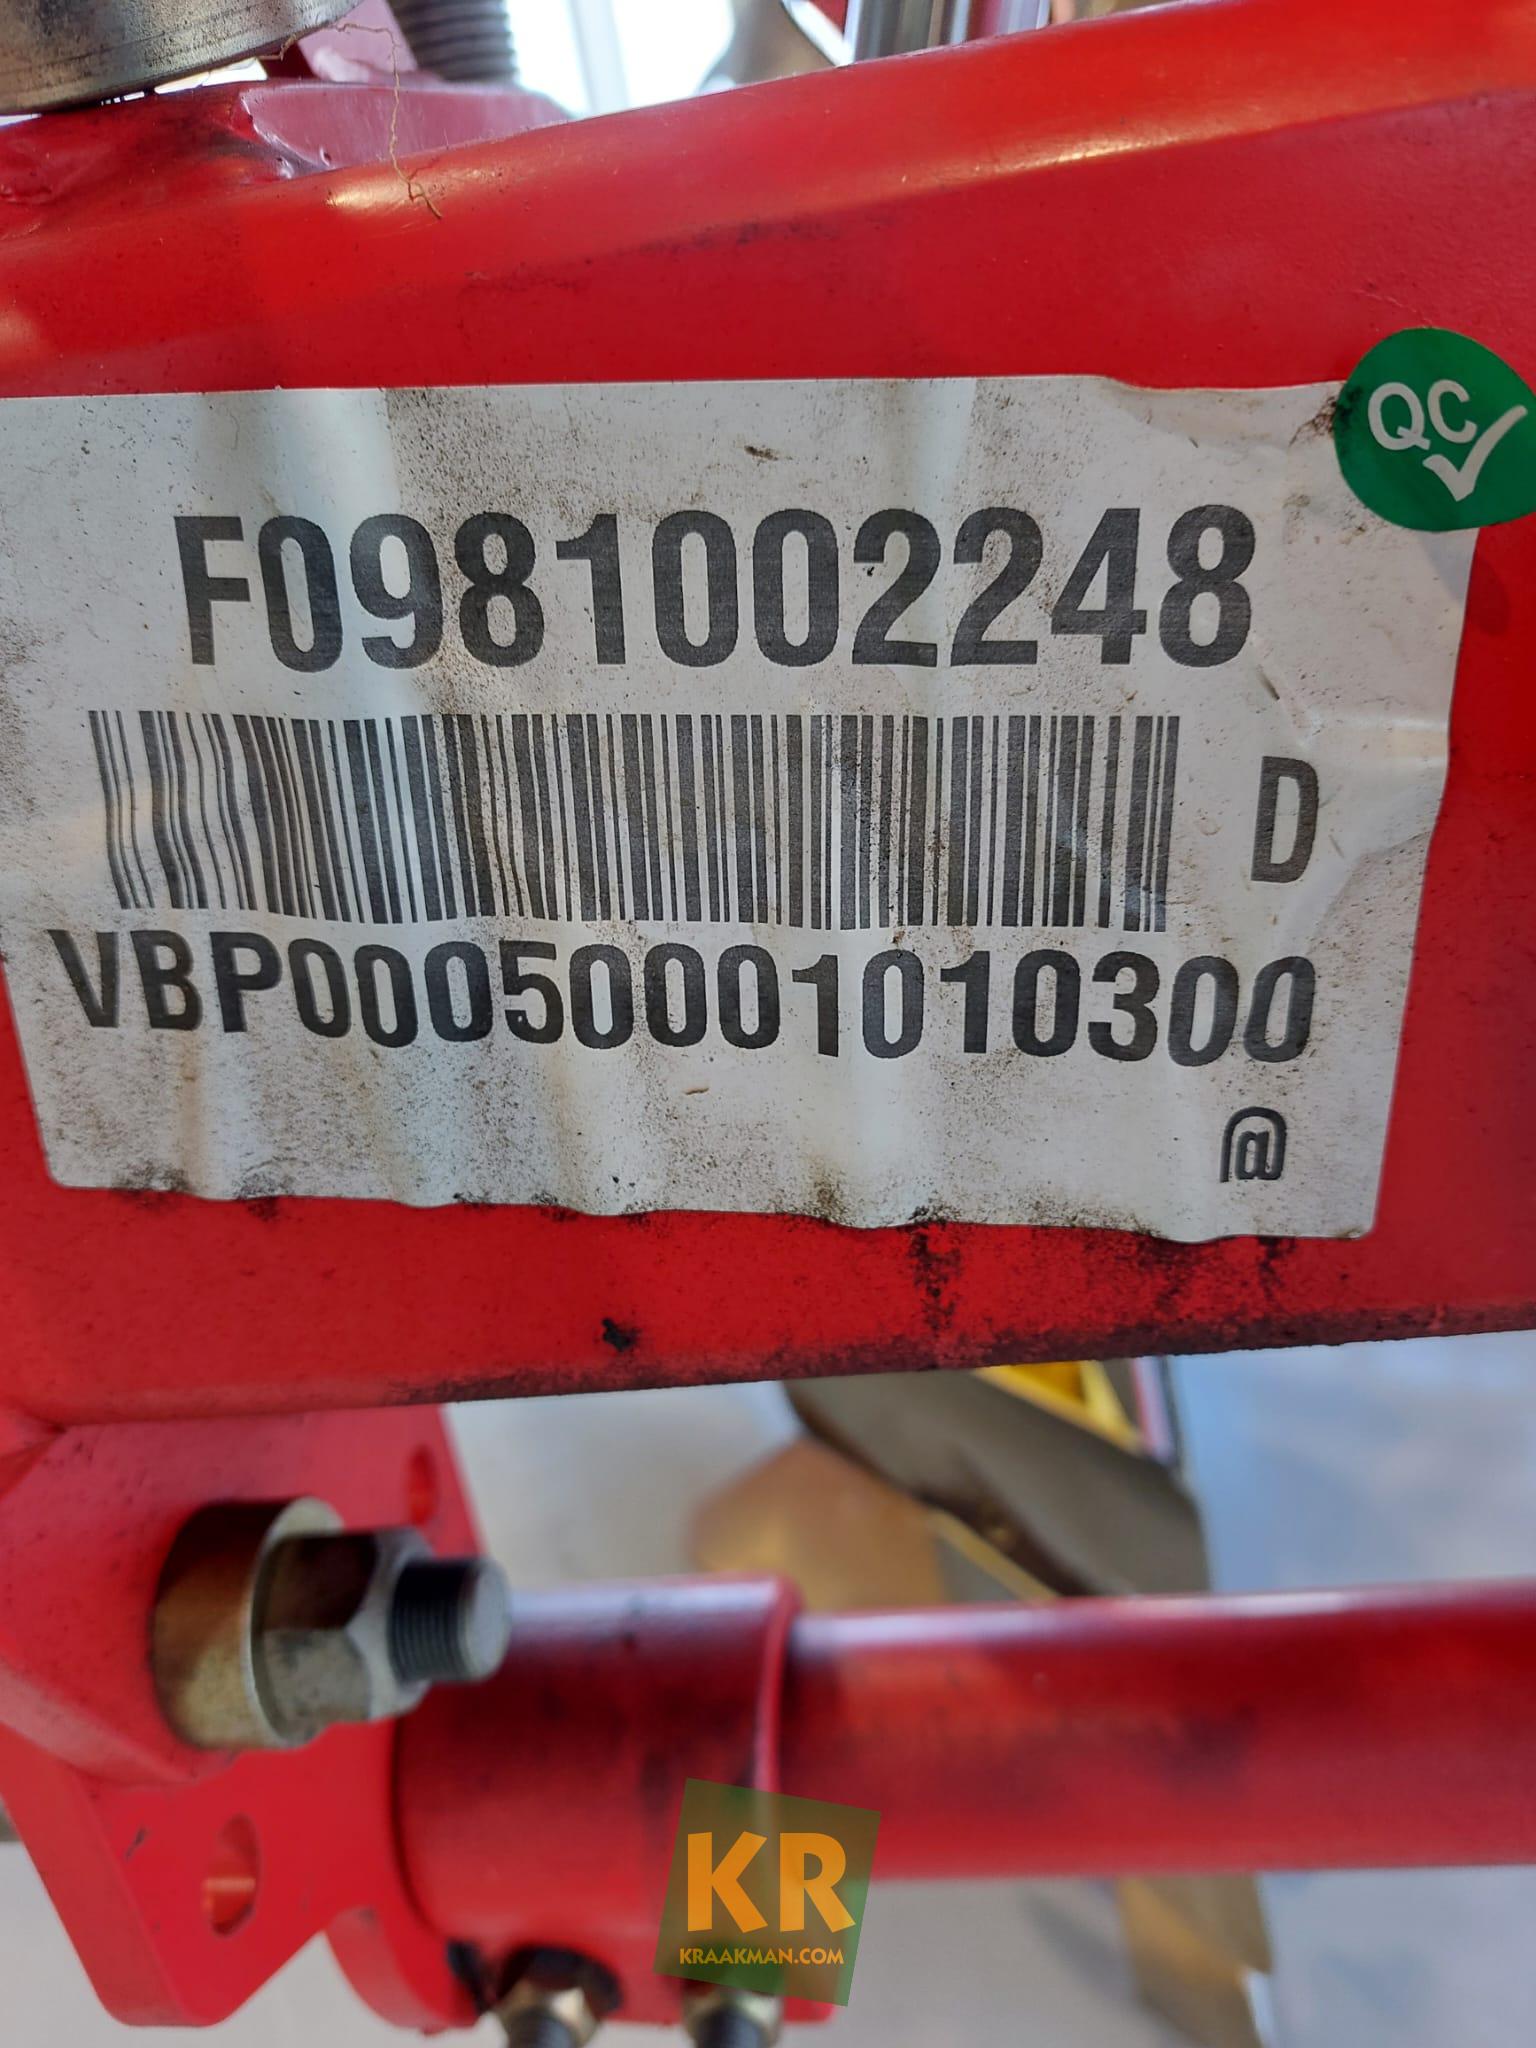 QC
F0981002248
D
VBP00050001010300
@
KR
KRAAKMAN.COM